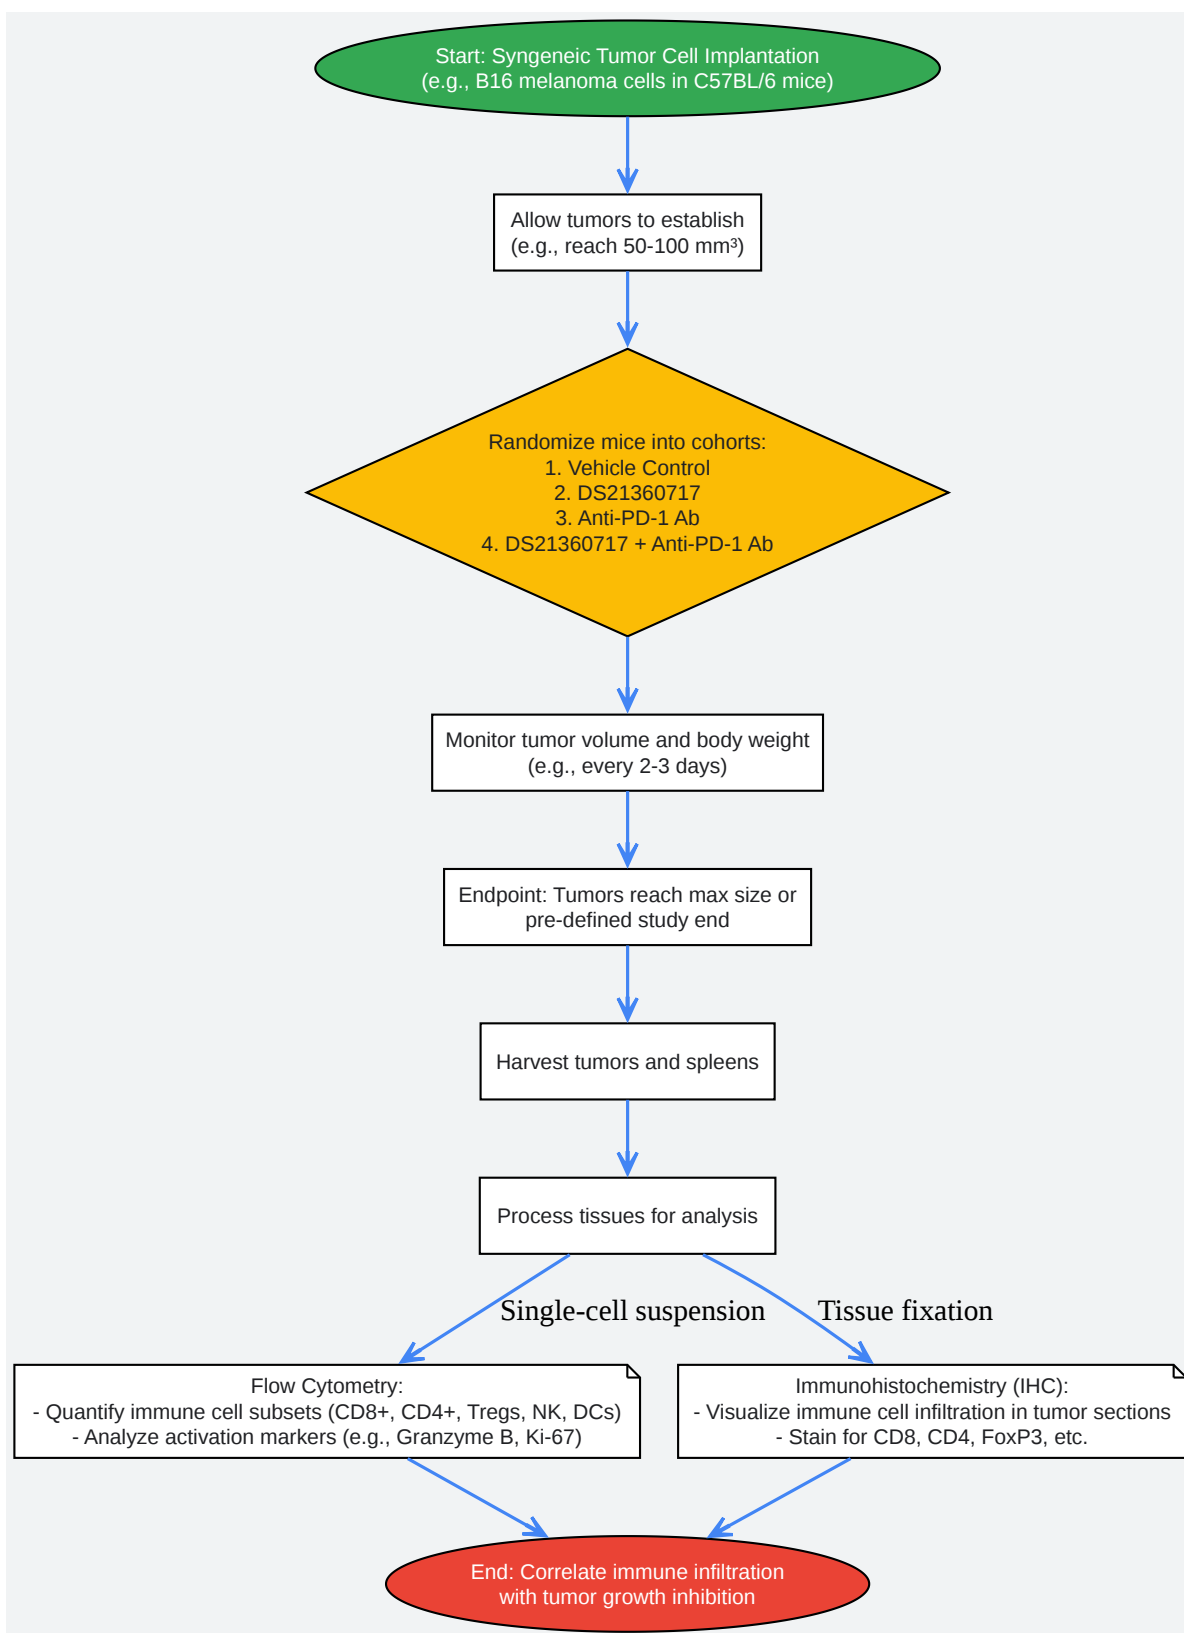 Start: Syngeneic Tumor Cell Implantation
(e.g., B16 melanoma cells in C57BL/6 mice)
Allow tumors to establish
(e.g., reach 50-100 mm³)
Randomize mice into cohorts:
1. Vehicle Control
2. DS21360717
3. Anti-PD-1 Ab
4. DS21360717 + Anti-PD-1 Ab
Monitor tumor volume and body weight
(e.g., every 2-3 days)
Endpoint: Tumors reach max size or
pre-defined study end
Harvest tumors and spleens
Process tissues for analysis
Single-cell suspension
Tissue fixation
Flow Cytometry:
- Quantify immune cell subsets (CD8+, CD4+, Tregs, NK, DCs)
- Analyze activation markers (e.g., Granzyme B, Ki-67)
Immunohistochemistry (IHC):
- Visualize immune cell infiltration in tumor sections
- Stain for CD8, CD4, FoxP3, etc.
End: Correlate immune infiltration
with tumor growth inhibition